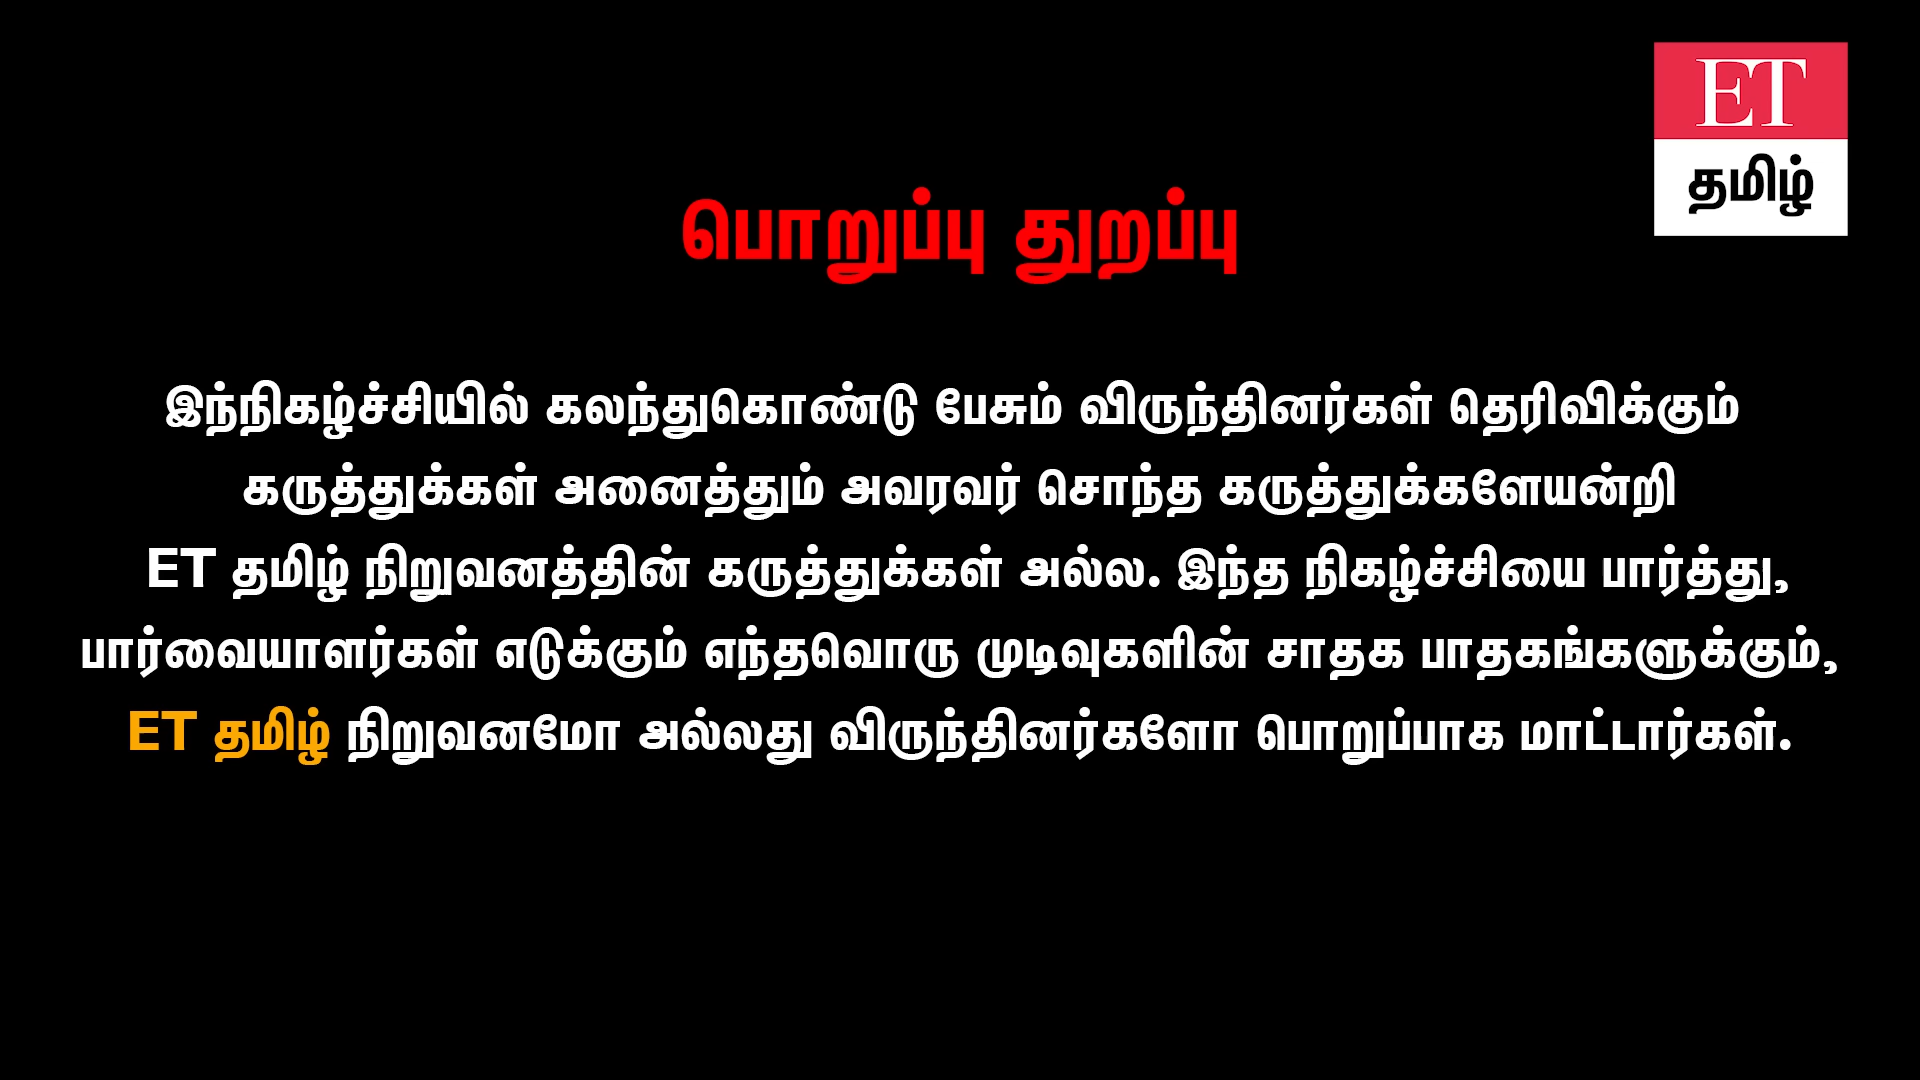 ET
தமிழ்
பொறுப்பு துறப்பு
இந்நிகழ்ச்சியில் கலந்துகொண்டு பேசும் விருந்தினர்கள் தெரிவிக்கும்
கருத்துக்கள் அனைத்தும் அவரவர் சொந்த கருத்துக்களேயன்றி
ET தமிழ் நிறுவனத்தின் கருத்துக்கள் அல்ல. இந்த நிகழ்ச்சியை பார்த்து,
பார்வையாளர்கள் எடுக்கும் எந்தவொரு முடிவுகளின் சாதக பாதகங்களுக்கும்,
ET தமிழ் நிறுவனமோ அல்லது விருந்தினர்களோ பொறுப்பாக மாட்டார்கள்.